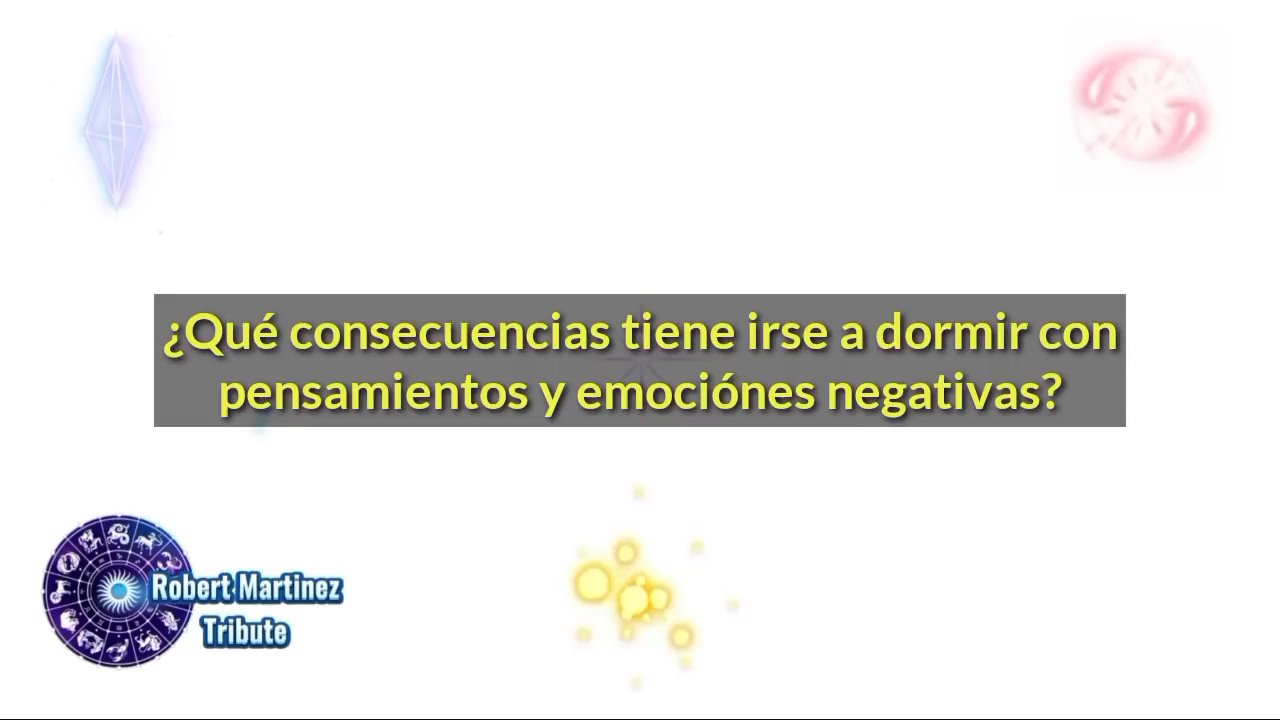 ¿Qué consecuencias tiene irse a dormir con
pensamientos y emociónes negativas?
Robert Martinez
Tribute